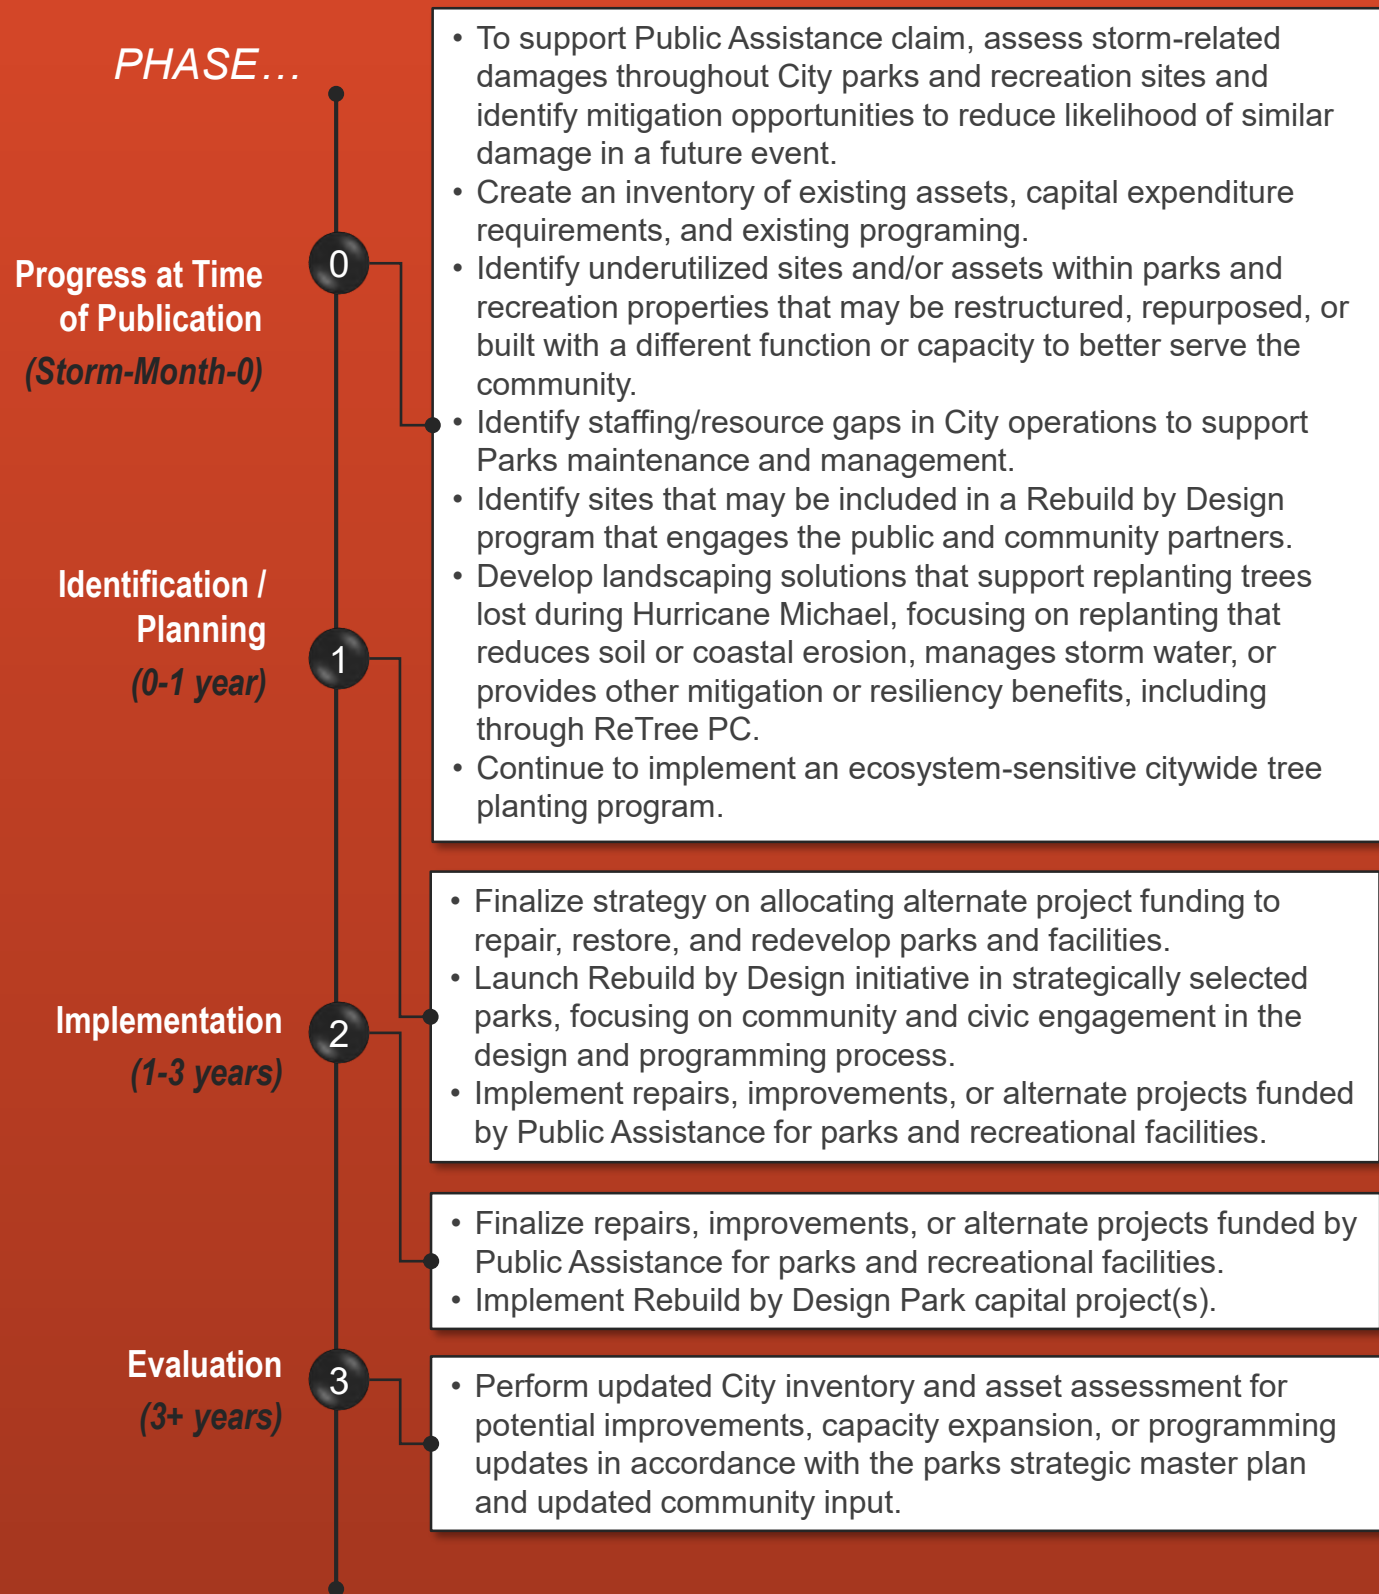 PHASE…
0
Progress at Time
of Publication
(Storm-Month-0)
• To support Public Assistance claim, assess storm-related
damages throughout City parks and recreation sites and
identify mitigation opportunities to reduce likelihood of similar
damage in a future event.
• Create an inventory of existing assets, capital expenditure
requirements, and existing programing.
• Identify underutilized sites and/or assets within parks and
recreation properties that may be restructured, repurposed, or
built with a different function or capacity to better serve the
community.
• Identify staffing/resource gaps in City operations to support
Parks maintenance and management.
• Identify sites that may be included in a Rebuild by Design
program that engages the public and community partners.
• Develop landscaping solutions that support replanting trees
lost during Hurricane Michael, focusing on replanting that
reduces soil or coastal erosion, manages storm water, or
provides other mitigation or resiliency benefits, including
through ReTree PC.
• Continue to implement an ecosystem-sensitive citywide tree
planting program.
Identification /
Planning
(0-1 year)
1
• Finalize strategy on allocating alternate project funding to
repair, restore, and redevelop parks and facilities.
• Launch Rebuild by Design initiative in strategically selected
parks, focusing on community and civic engagement in the
design and programming process.
• Implement repairs, improvements, or alternate projects funded
by Public Assistance for parks and recreational facilities.
Implementation
(1-3 years)
2
• Finalize repairs, improvements, or alternate projects funded by
Public Assistance for parks and recreational facilities.
• Implement Rebuild by Design Park capital project(s).
Evaluation
(3+ years)
3
• Perform updated City inventory and asset assessment for
potential improvements, capacity expansion, or programming
updates in accordance with the parks strategic master plan
and updated community input.